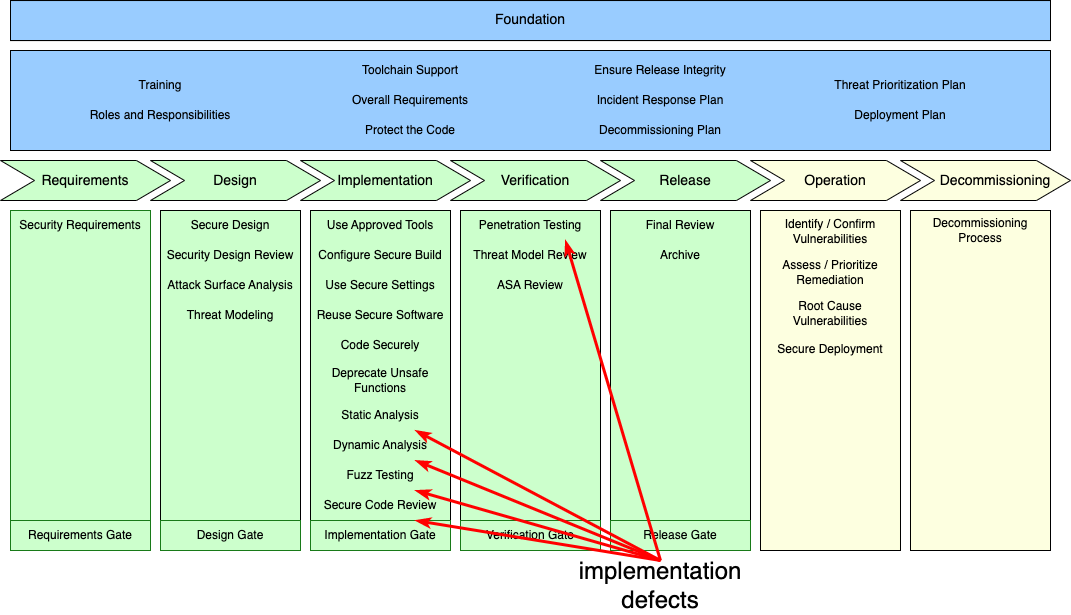 Foundation
Training
Roles and Responsibilities
Toolchain Support
Overall Requirements
Protect the Code
Ensure Release Integrity
Incident Response Plan
Decommissioning Plan
Threat Prioritization Plan
Deployment Plan
Requirements
Design
Implementation
Verification
Release
Operation
Decommissioning
Security Requirements
Requirements Gate
Secure Design
Security Design Review
Attack Surface Analysis
Threat Modeling
Design Gate
Use Approved Tools
Configure Secure Build
Use Secure Settings
Reuse Secure Software
Code Securely
Deprecate Unsafe
Functions
Static Analysis
Dynamic Analysis
Fuzz Testing
Secure Code Review
Implementation Gate
Penetration Testing
Threat Model Review
ASA Review
Verification Gate
Final Review
Archive
Release Gate
Identify / Confirm
Vulnerabilities
Assess / Prioritize
Remediation
Root Cause
Vulnerabilities
Secure Deployment
Decommissioning
Process
implementation
defects